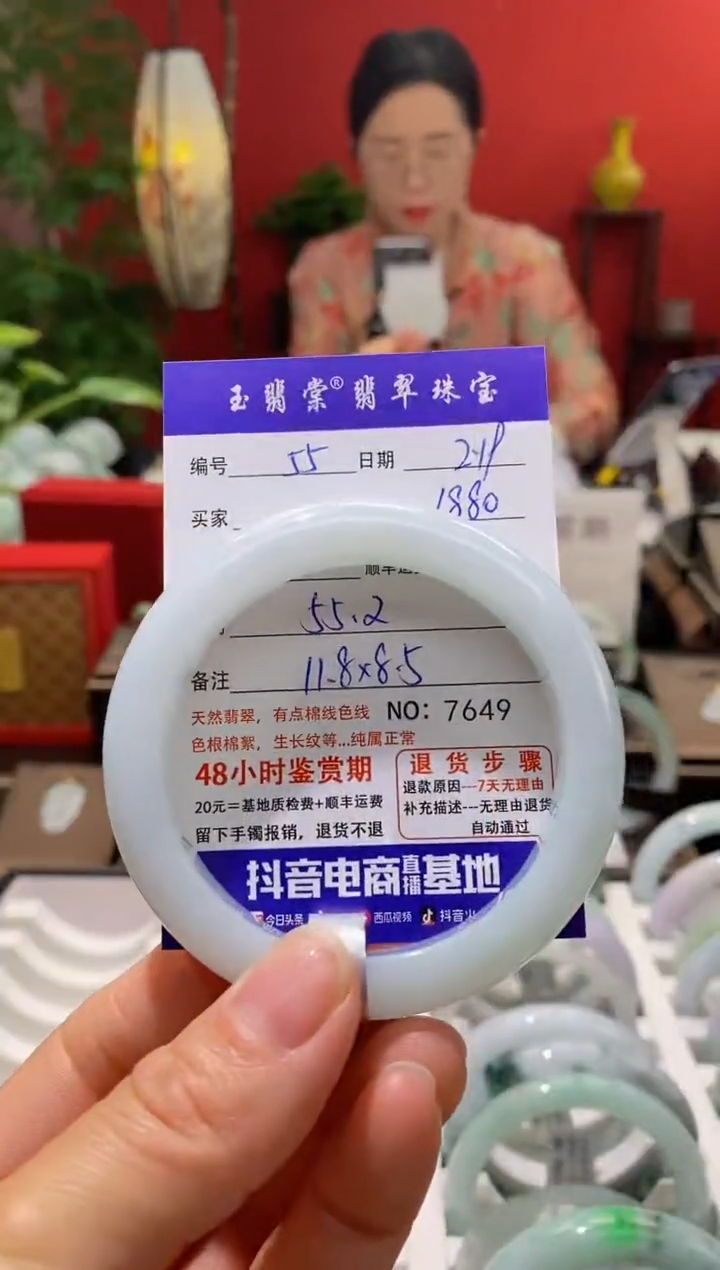 玉翡棠® 翡翠珠宝
编号 55 日期 2.19
买家 1880
顺丰运
55.2
备注 11.8×8.5
天然翡翠，有点棉线色线 NO: 7649
色根棉絮，生长纹等...纯属正常
48小时鉴赏期
20元=基地质检费+顺丰运费
留下手镯报销，退货不退
退货步骤
退款原因---7天无理由
补充描述---无理由退货
自动通过
抖音电商直播基地
今日头条 西瓜视频 抖音火